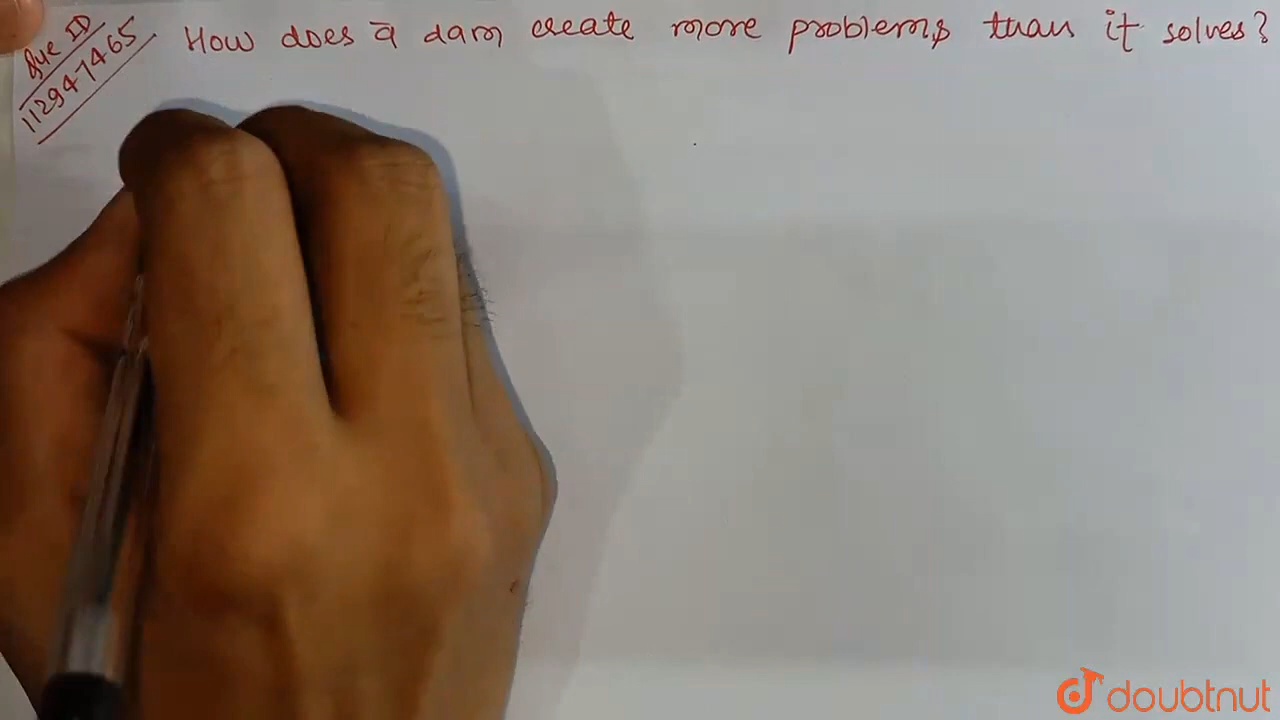 Que ID
112947465
How does a dam create more problems than it solves?
doubtnut